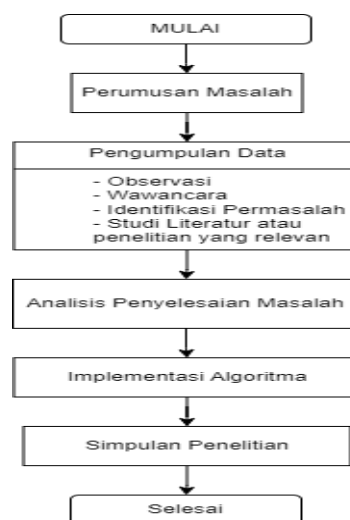 MULAI
Perumusan Masalah
Pengumpulan Data
- Observasi
- Wawancara
- Identifikasi Permasalah
- Studi Literatur atau
penelitian yang relevan
Analisis Penyelesaian Masalah
Implementasi Algoritma
Simpulan Penelitian
Selesai